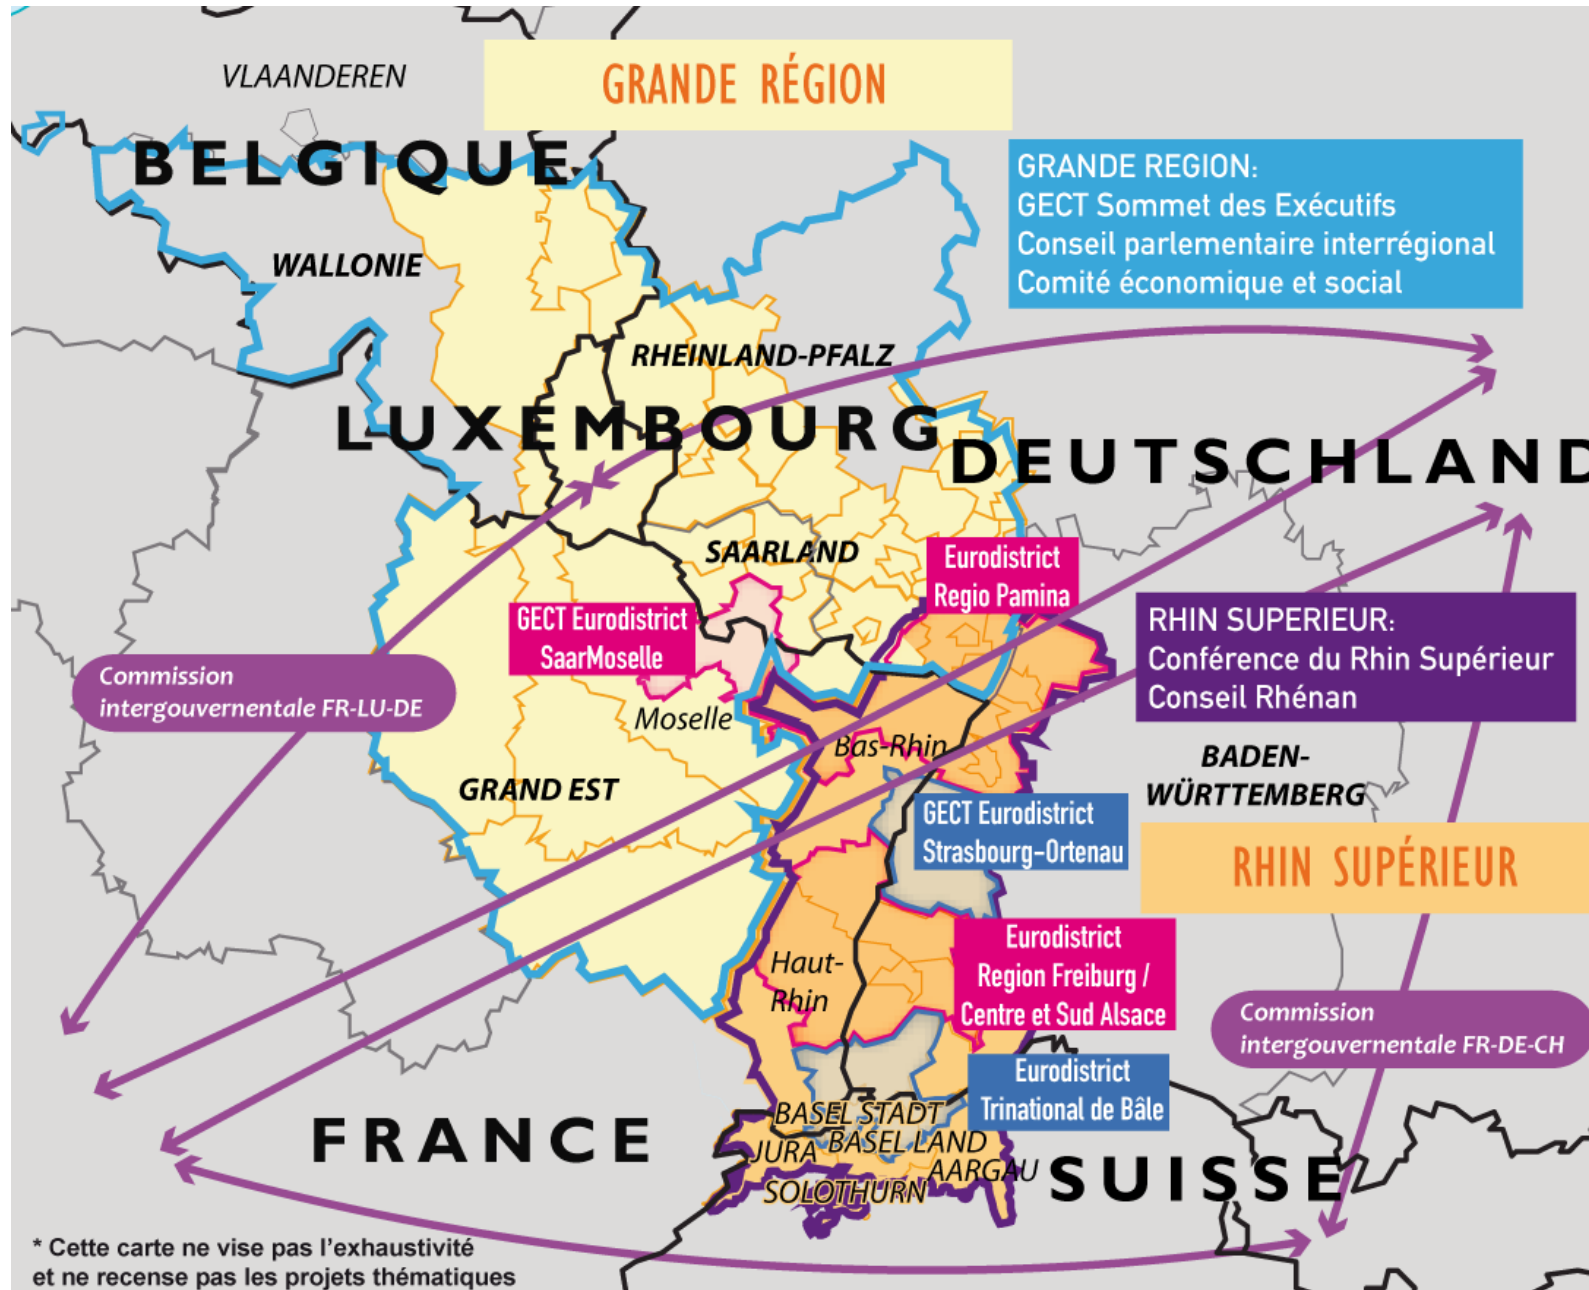 VLAANDEREN
GRANDE RÉGION
BELGIQUE
GRANDE REGION:
GECT Sommet des Exécutifs
Conseil parlementaire interrégional
Comité économique et social
WALLONIE
RHEINLAND-PFALZ
LUXEMBOURG
DEUTSCHLAND
SAARLAND
Eurodistrict
Regio Pamina
GECT Eurodistrict
SaarMoselle
RHIN SUPERIEUR:
Conférence du Rhin Supérieur
Conseil Rhénan
Commission
intergouvernentale FR-LU-DE
Moselle
Bas-Rhin
GRAND EST
BADEN-
WÜRTTEMBERG
GECT Eurodistrict
Strasbourg-Ortenau
RHIN SUPÉRIEUR
Haut-
Rhin
Eurodistrict
Region Freiburg /
Centre et Sud Alsace
Commission
intergouvernentale FR-DE-CH
Eurodistrict
Trinational de Bâle
BASEL STADT
BASEL LAND
JURA
AARGAU
SOLOTHURN
FRANCE
SUISSE
* Cette carte ne vise pas l'exhaustivité
et ne recense pas les projets thématiques